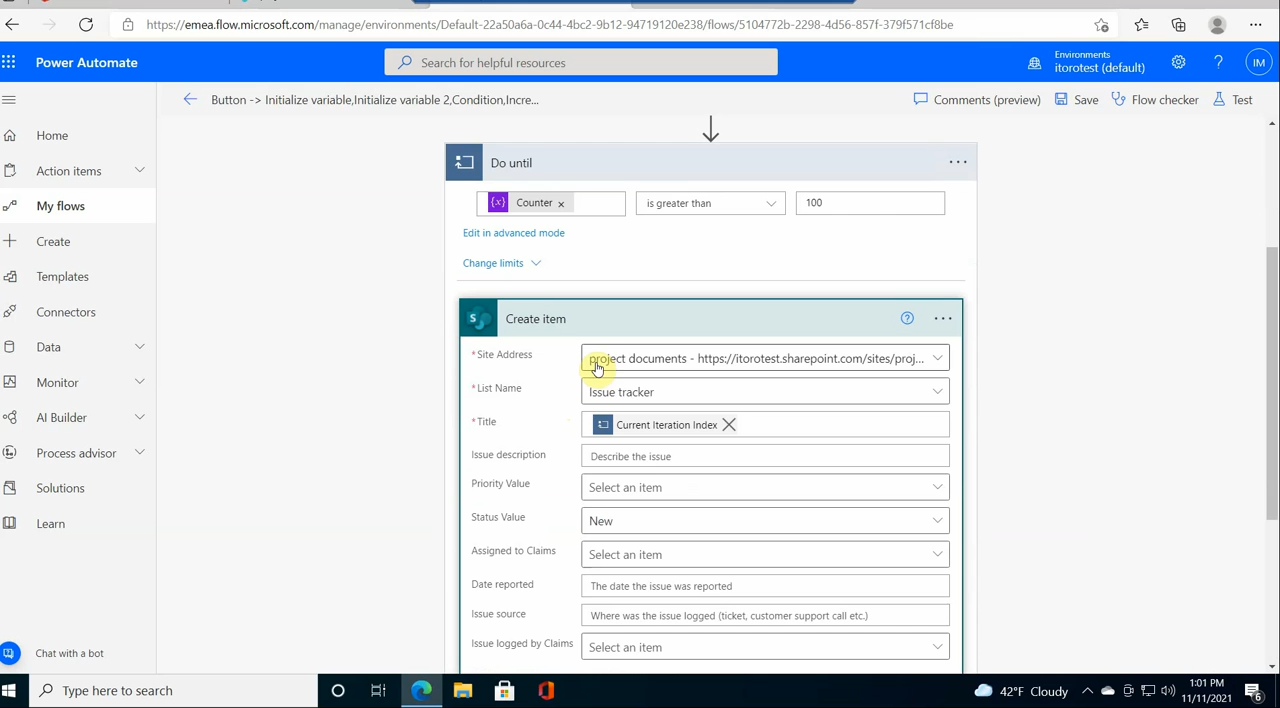 https://emea.flow.microsoft.com/manage/environments/Default-22a50a6a-0c44-4bc2-9b12-94719120e238/flows/5104772b-2298-4d56-857f-379f571cf8be
Power Automate
Search for helpful resources
Environments
itorotest (default)
IM
Button -> Initialize variable,Initialize variable 2,Condition,Incre...
Comments (preview)
Save
Flow checker
Test
Home
Action items
My flows
Create
Templates
Connectors
Data
Monitor
AI Builder
Process advisor
Solutions
Learn
Chat with a bot
Do until
{x} Counter ×
is greater than
100
Edit in advanced mode
Change limits
S Create item
* Site Address
project documents - https://itorotest.sharepoint.com/sites/proj...
* List Name
Issue tracker
* Title
Current Iteration Index
Issue description
Describe the issue
Priority Value
Select an item
Status Value
New
Assigned to Claims
Select an item
Date reported
The date the issue was reported
Issue source
Where was the issue logged (ticket, customer support call etc.)
Issue logged by Claims
Select an item
Type here to search
42°F Cloudy
1:01 PM
11/11/2021
6